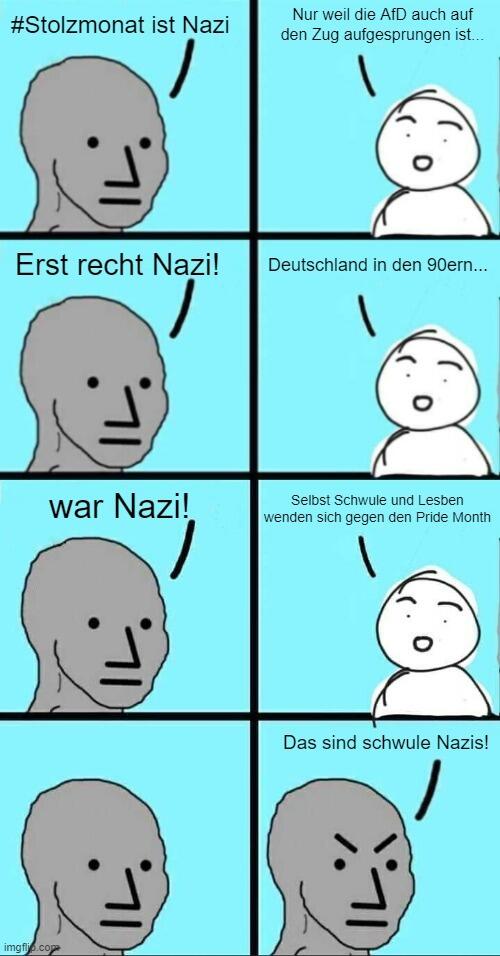 #Stolzmonat ist Nazi
Nur weil die AfD auch auf
den Zug aufgesprungen ist...
Erst recht Nazi!
Deutschland in den 90ern...
war Nazi!
Selbst Schwule und Lesben
wenden sich gegen den Pride Month
Das sind schwule Nazis!
imgflip.com